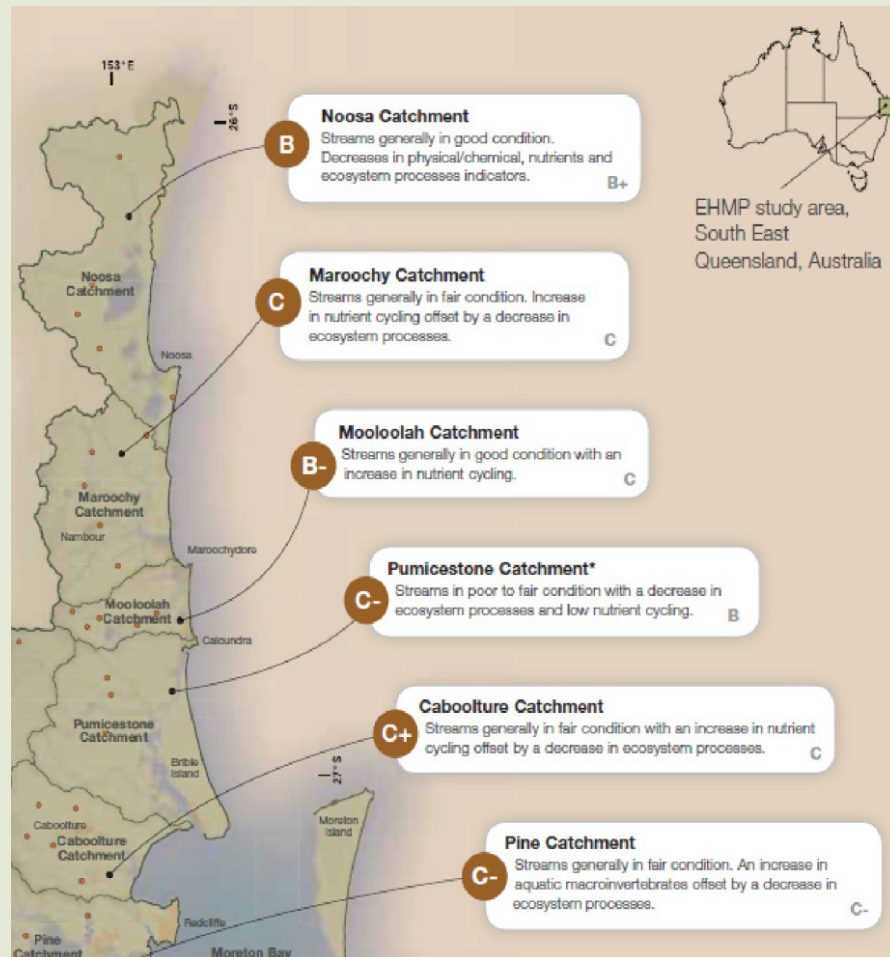 153°E
26°S
B
Noosa Catchment
Streams generally in good condition.
Decreases in physical/chemical, nutrients and
ecosystem processes indicators.
B+
EHMP study area,
South East
Queensland, Australia
C
Maroochy Catchment
Streams generally in fair condition. Increase
in nutrient cycling offset by a decrease in
ecosystem processes.
C
Noosa
Catchment
Noosa
B-
Mooloolah Catchment
Streams generally in good condition with an
increase in nutrient cycling.
C
Maroochy
Catchment
Nambour
Maroochydore
C-
Pumicestone Catchment*
Streams in poor to fair condition with a decrease in
ecosystem processes and low nutrient cycling.
B
Mooloolah
Catchment
Caloundra
C+
Caboolture Catchment
Streams generally in fair condition with an increase in nutrient
cycling offset by a decrease in ecosystem processes.
C
Pumicestone
Catchment
Bribie
Island
27°S
Moreton
Island
C-
Pine Catchment
Streams generally in fair condition. An increase in
aquatic macroinvertebrates offset by a decrease in
ecosystem processes.
C-
Caboolture
Caboolture
Catchment
Redcliffe
Pine
Catchment
Moreton Bay